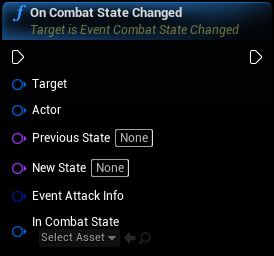 f On Combat State Changed
Target is Event Combat State Changed
Target
Actor
Previous State None
New State None
Event Attack Info
In Combat State
Select Asset